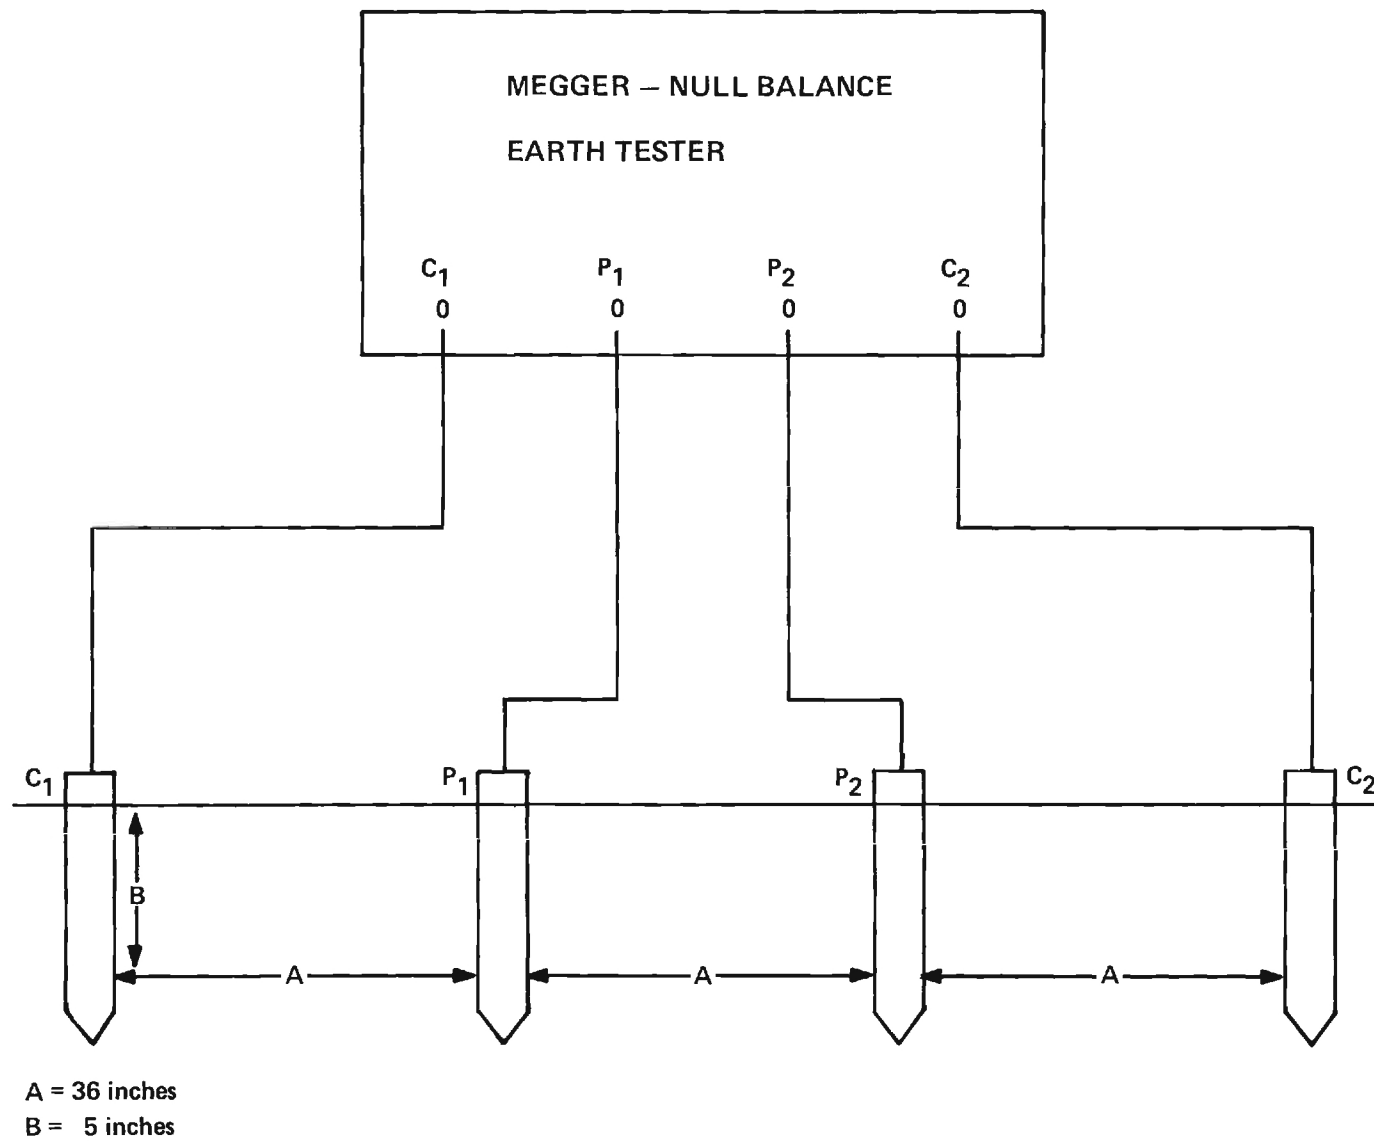 MEGGER – NULL BALANCE
EARTH TESTER
C1 P1 P2 C2
0 0 0 0
C1 P1 P2 C2
B
A A A
A = 36 inches
B = 5 inches